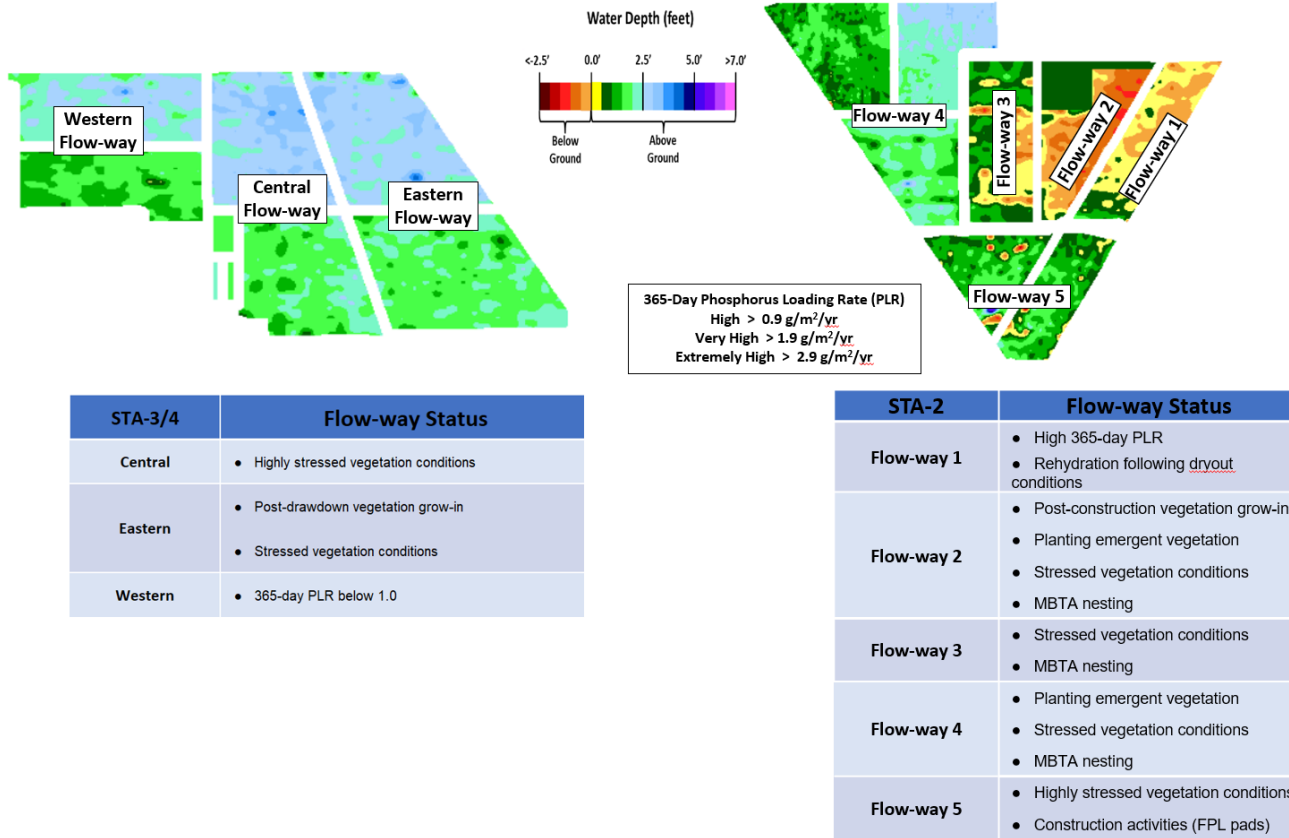 Water Depth (feet)
<-2.5' 0.0' 2.5' 5.0' >7.0'
Below
Ground
Above
Ground
Western
Flow-way
Central
Flow-way
Eastern
Flow-way
Flow-way 4
Flow-way 3
Flow-way 2
Flow-way 1
Flow-way 5
365-Day Phosphorus Loading Rate (PLR)
High > 0.9 g/m²/yr
Very High > 1.9 g/m²/yr
Extremely High > 2.9 g/m²/yr
STA-3/4 Flow-way Status
Central
● Highly stressed vegetation conditions
Eastern
● Post-drawdown vegetation grow-in
● Stressed vegetation conditions
Western
● 365-day PLR below 1.0
STA-2 Flow-way Status
Flow-way 1
● High 365-day PLR
● Rehydration following dryout
conditions
Flow-way 2
● Post-construction vegetation grow-in
● Planting emergent vegetation
● Stressed vegetation conditions
● MBTA nesting
Flow-way 3
● Stressed vegetation conditions
● MBTA nesting
Flow-way 4
● Planting emergent vegetation
● Stressed vegetation conditions
● MBTA nesting
Flow-way 5
● Highly stressed vegetation conditions
● Construction activities (FPL pads)